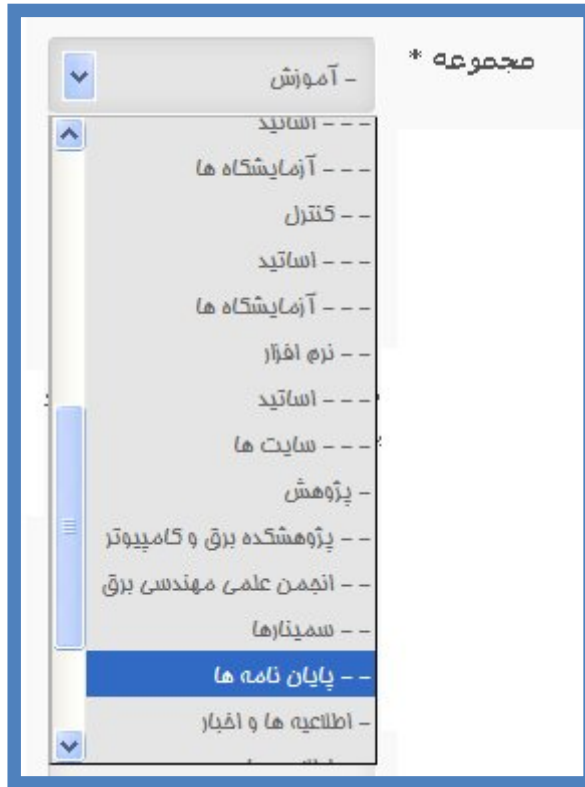 مجموعه *
- آموزش
- - - اساتید
- - - آزمایشگاه ها
- - کنترل
- - - اساتید
- - - آزمایشگاه ها
- - نرم افزار
- - - اساتید
- - - سایت ها
- پژوهش
- - پژوهشکده برق و کامپیوتر
- - انجمن علمی مهندسی برق
- - سمینارها
- - پایان نامه ها
- اطلاعیه ها و اخبار